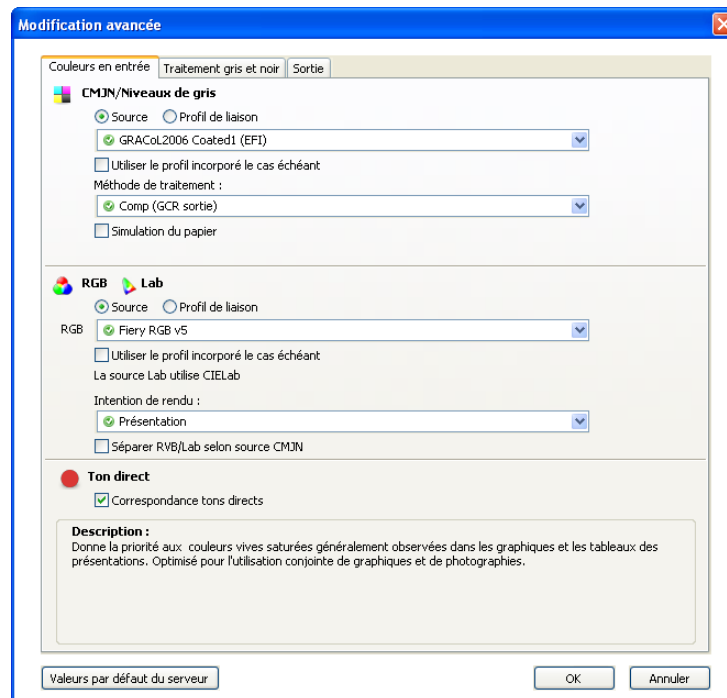 Modification avancée
Couleurs en entrée Traitement gris et noir Sortie
CMJN/Niveaux de gris
Source Profil de liaison
GRACoL2006 Coated1 (EFI)
Utiliser le profil incorporé le cas échéant
Méthode de traitement :
Comp (GCR sortie)
Simulation du papier
RGB Lab
Source Profil de liaison
RGB Fiery RGB v5
Utiliser le profil incorporé le cas échéant
La source Lab utilise CIELab
Intention de rendu :
Présentation
Séparer RVB/Lab selon source CMJN
Ton direct
Correspondance tons directs
Description :
Donne la priorité aux couleurs vives saturées généralement observées dans les graphiques et les tableaux des
présentations. Optimisé pour l'utilisation conjointe de graphiques et de photographies.
Valeurs par défaut du serveur OK Annuler